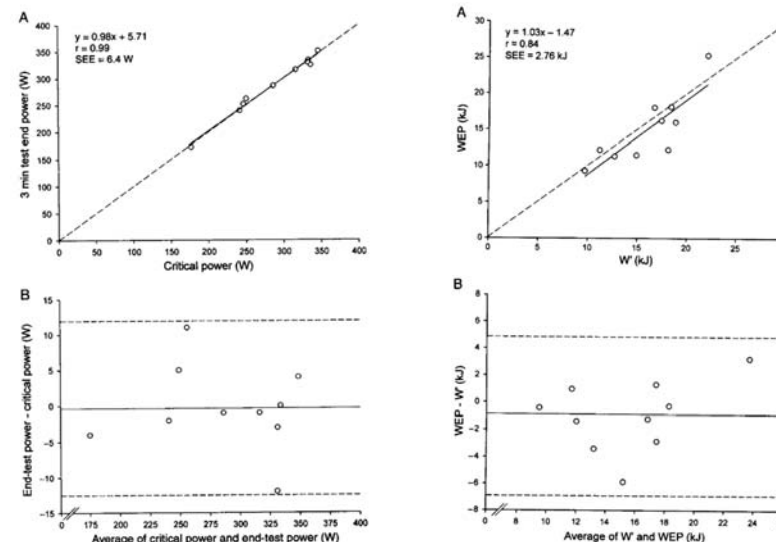 A
y = 0.98x + 5.71
r = 0.99
SEE = 6.4 W
400
350
300
250
200
150
100
50
0
3 min test end power (W)
0 50 100 150 200 250 300 350 400
Critical power (W)
A
y = 1.03x – 1.47
r = 0.84
SEE = 2.76 kJ
30
25
20
15
10
5
0
WEP (kJ)
0 5 10 15 20 25
W' (kJ)
B
15
10
5
0
–5
–10
–15
End-test power - critical power (W)
0 175 200 225 250 275 300 325 350 375 400
Average of critical power and end-test power (W)
B
8
6
4
2
0
–2
–4
–6
–8
WEP - W' (kJ)
0 8 10 12 14 16 18 20 22 24
Average of W' and WEP (kJ)